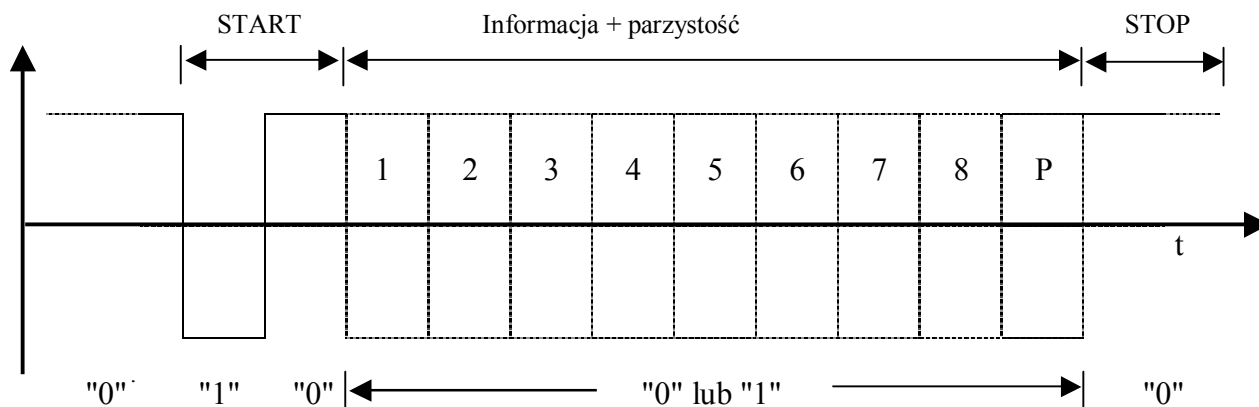 START Informacja + parzystość STOP
1 2 3 4 5 6 7 8 P
t
"0" "1" "0" "0" lub "1" "0"